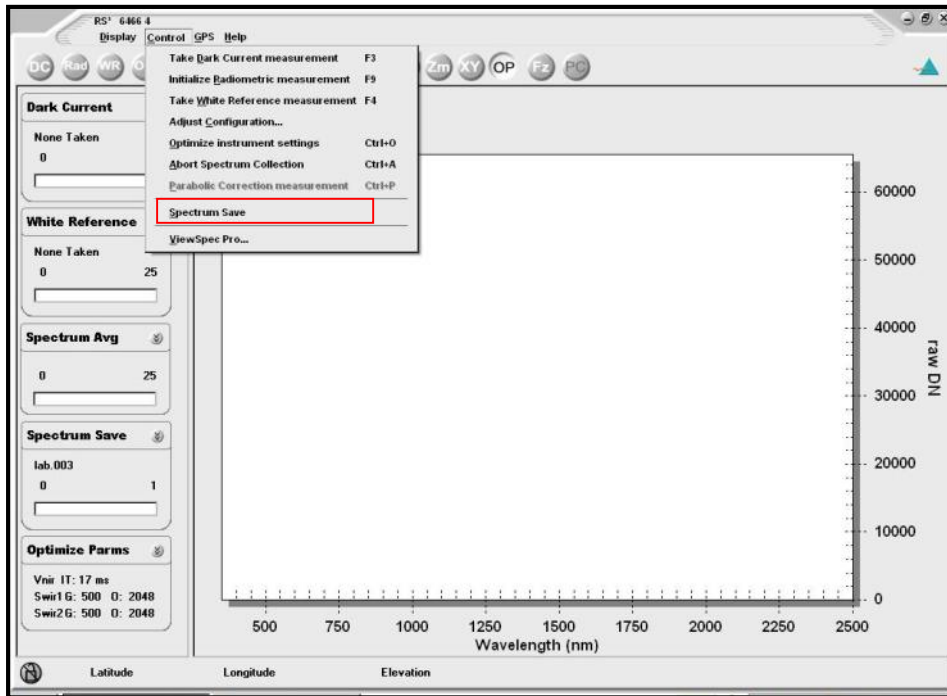 RS³ 6466 4
Display Control GPS Help
DC Rad WR
Zm XY OP Fz PC
Take Dark Current measurement F3
Initialize Radiometric measurement F9
Take White Reference measurement F4
Adjust Configuration...
Optimize instrument settings Ctrl+O
Abort Spectrum Collection Ctrl+A
Parabolic Correction measurement Ctrl+P
Spectrum Save
ViewSpec Pro...
Dark Current
None Taken
0
White Reference
None Taken
0 25
Spectrum Avg
0 25
Spectrum Save
lab.003
0 1
Optimize Parms
Vnir IT: 17 ms
Swir1 G: 500 O: 2048
Swir2 G: 500 O: 2048
60000
50000
40000
30000
20000
10000
0
raw DN
500 750 1000 1250 1500 1750 2000 2250 2500
Wavelength (nm)
N Latitude Longitude Elevation